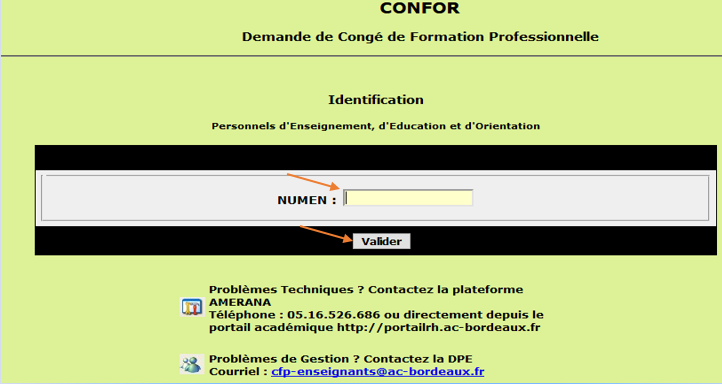 CONFOR
Demande de Congé de Formation Professionnelle
Identification
Personnels d'Enseignement, d'Education et d'Orientation
NUMEN :
Valider
Problèmes Techniques ? Contactez la plateforme
AMERANA
Téléphone : 05.16.526.686 ou directement depuis le
portail académique http://portailrh.ac-bordeaux.fr
Problèmes de Gestion ? Contactez la DPE
Courriel : cfp-enseignants@ac-bordeaux.fr